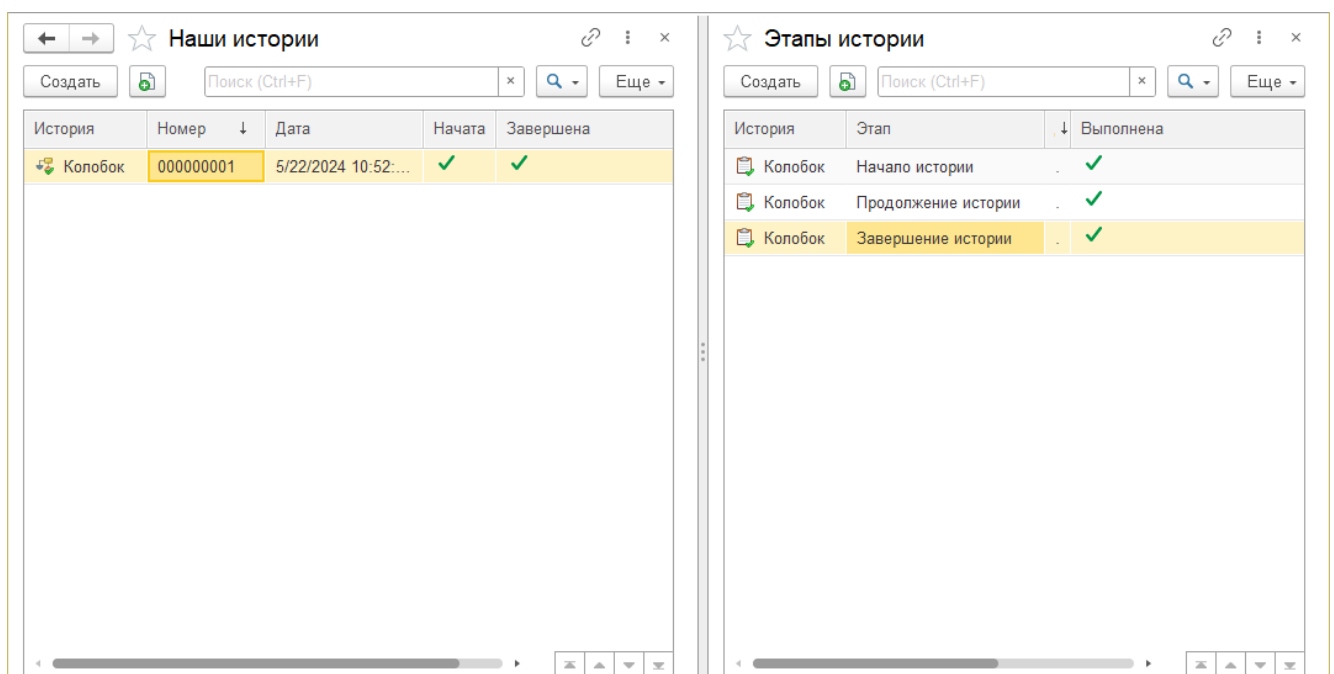 Наши истории
Создать Поиск (Ctrl+F) × Еще
История Номер ↓ Дата Начата Завершена
Колобок 000000001 5/22/2024 10:52:... ✓ ✓
Этапы истории
Создать Поиск (Ctrl+F) × Еще
История Этап . ↓ Выполнена
Колобок Начало истории . ✓
Колобок Продолжение истории . ✓
Колобок Завершение истории . ✓